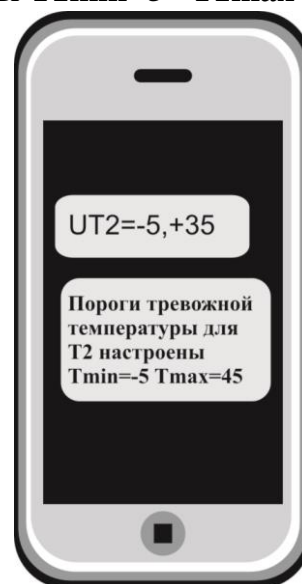 UT2=-5,+35
Пороги тревожной
температуры для
Т2 настроены
Tmin=-5 Tmax=45